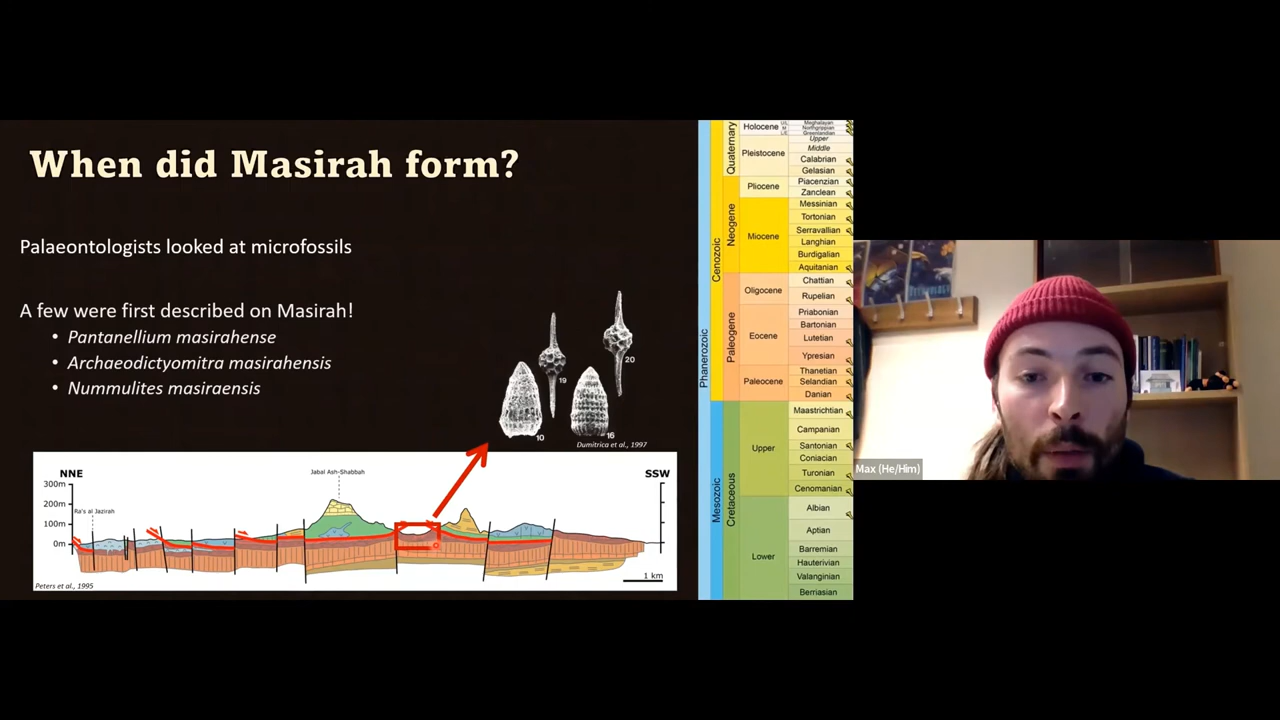 When did Masirah form?
Palaeontologists looked at microfossils
A few were first described on Masirah!
• Pantanellium masirahense
• Archaeodictyomitra masirahensis
• Nummulites masiraensis
19
20
10
16
Dumitrica et al., 1997
NNE
Jabal Ash-Shabbah
SSW
300m
200m
Ra's al Jazirah
100m
0m
1 km
Peters et al., 1995
Phanerozoic
Cenozoic
Mesozoic
Quaternary
Neogene
Paleogene
Cretaceous
Holocene
Meghalayan
Northgrippian
Greenlandian
Pleistocene
Upper
Middle
Calabrian
Gelasian
Pliocene
Piacenzian
Zanclean
Miocene
Messinian
Tortonian
Serravallian
Langhian
Burdigalian
Aquitanian
Oligocene
Chattian
Rupelian
Eocene
Priabonian
Bartonian
Lutetian
Ypresian
Paleocene
Thanetian
Selandian
Danian
Upper
Maastrichtian
Campanian
Santonian
Coniacian
Turonian
Cenomanian
Lower
Albian
Aptian
Barremian
Hauterivian
Valanginian
Berriasian
Max (He/Him)